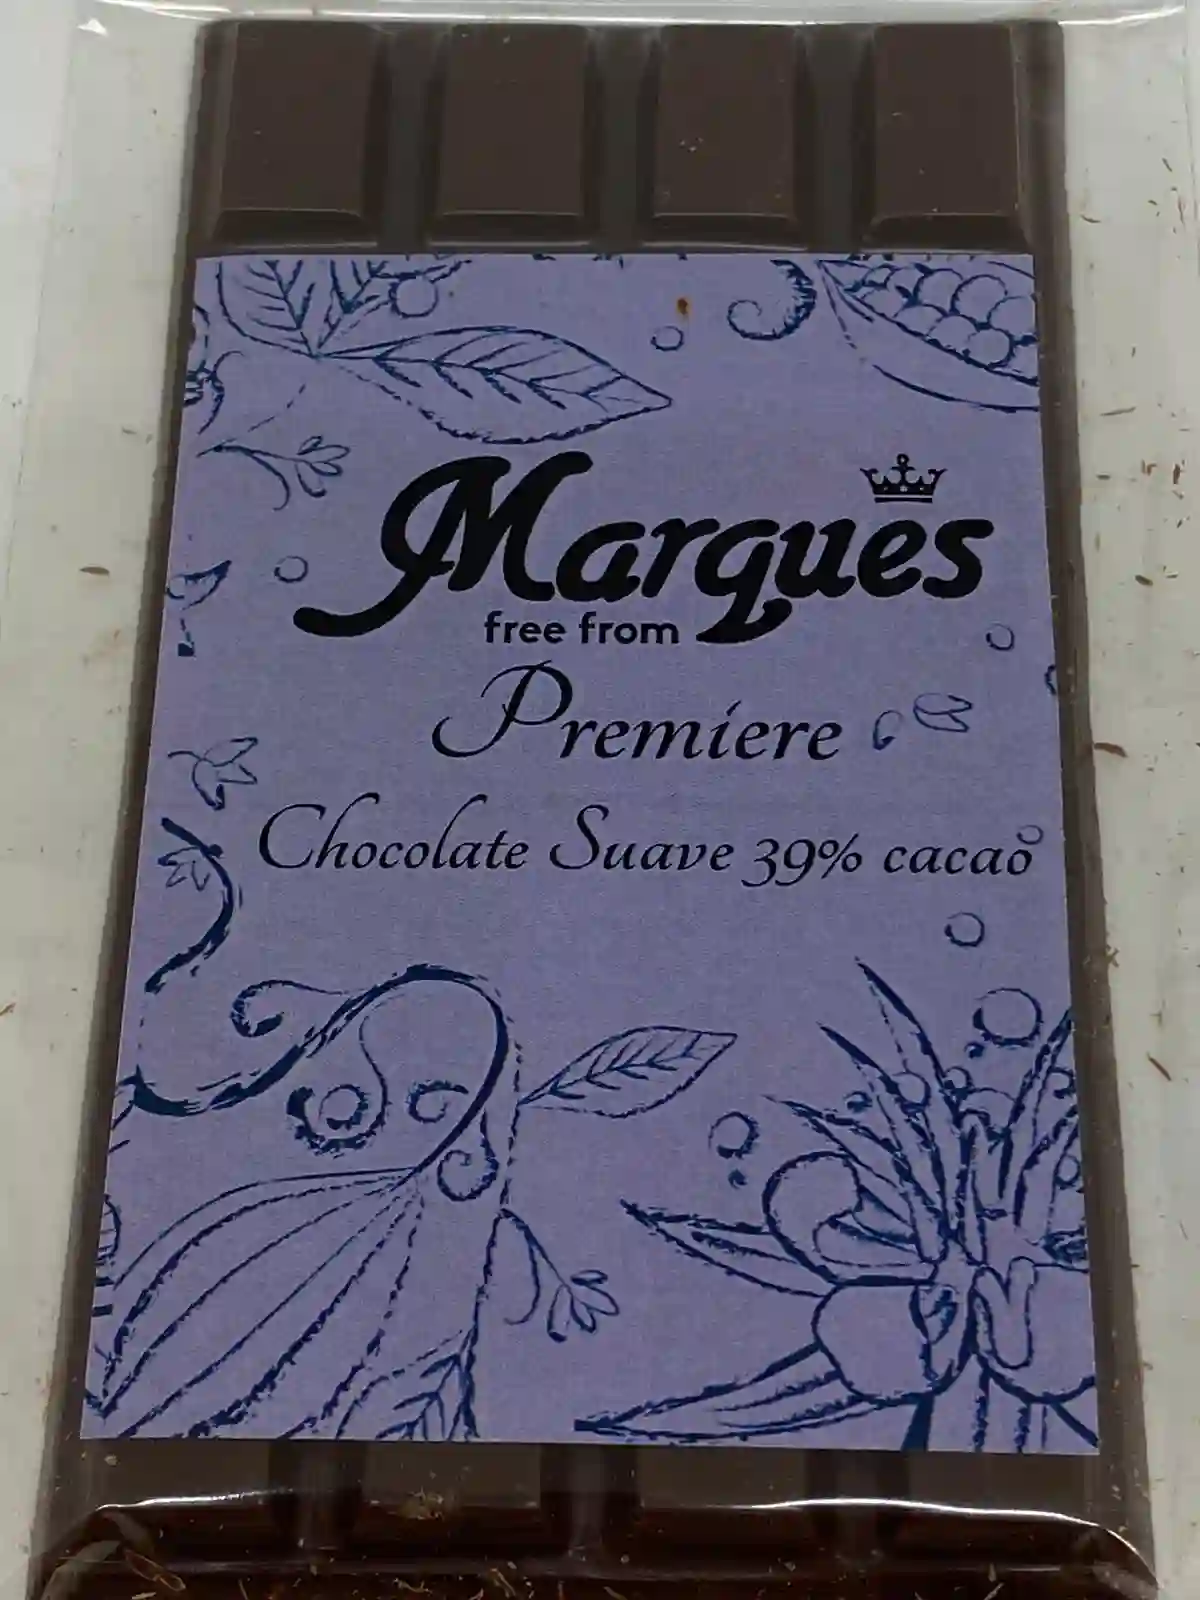 Marques
free from
Premiere
Chocolate Suave 39% cacao